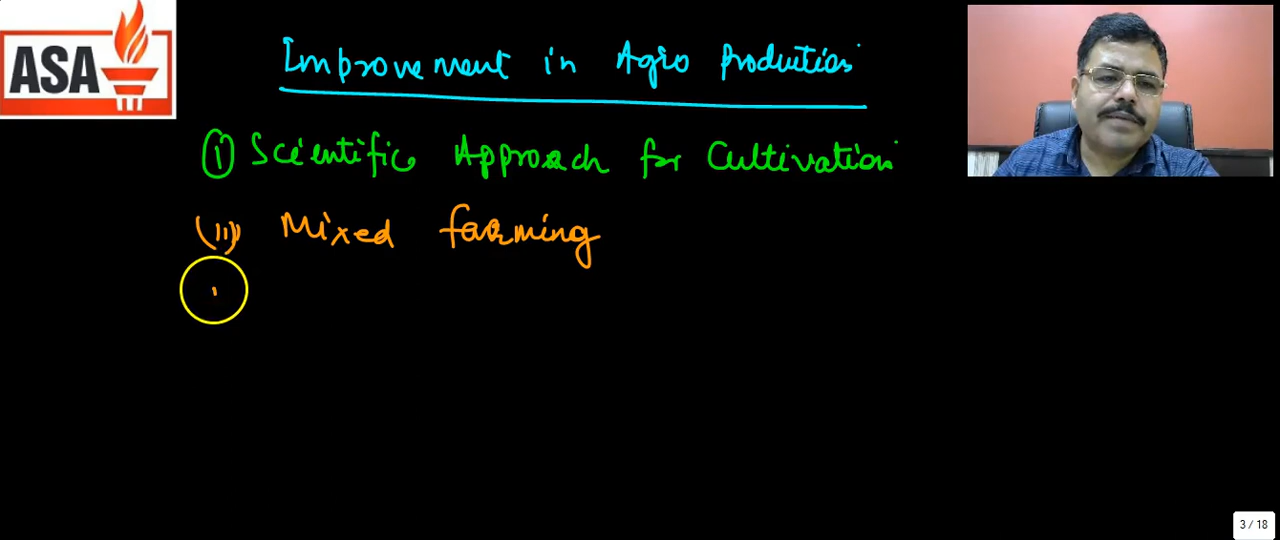 ASA
Improvement in Agro Production
(i) Scientific Approach for Cultivation
(ii) Mixed farming
3 / 18